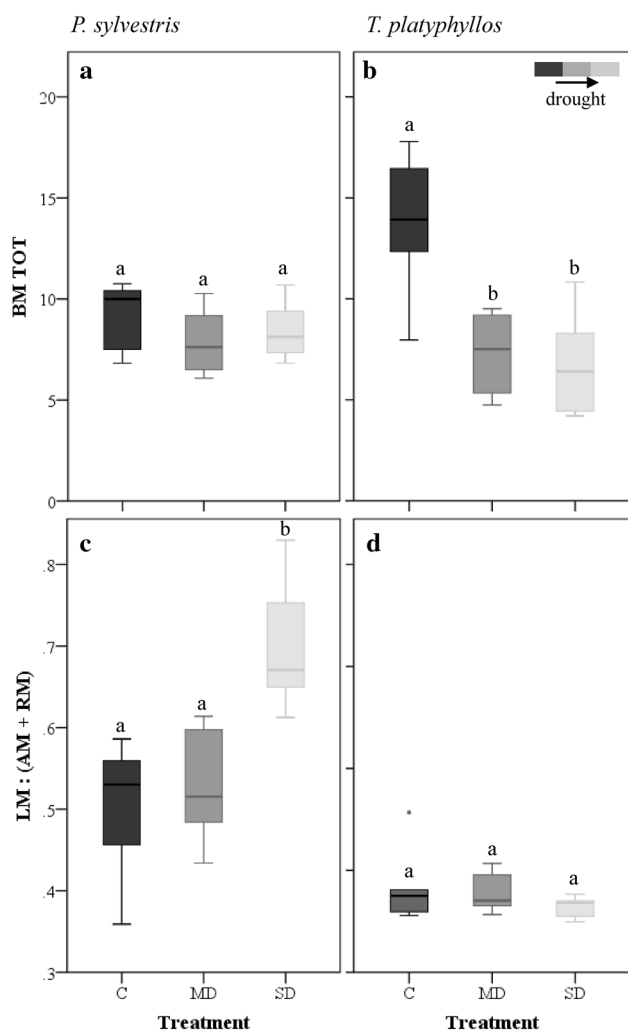 P. sylvestris
T. platyphyllos
a
b
drought
20
15
10
5
0
BM TOT
a
a
a
a
b
b
c
d
.8
.7
.6
.5
.4
.3
LM : (AM + RM)
a
a
b
a
a
a
C
MD
SD
C
MD
SD
Treatment
Treatment